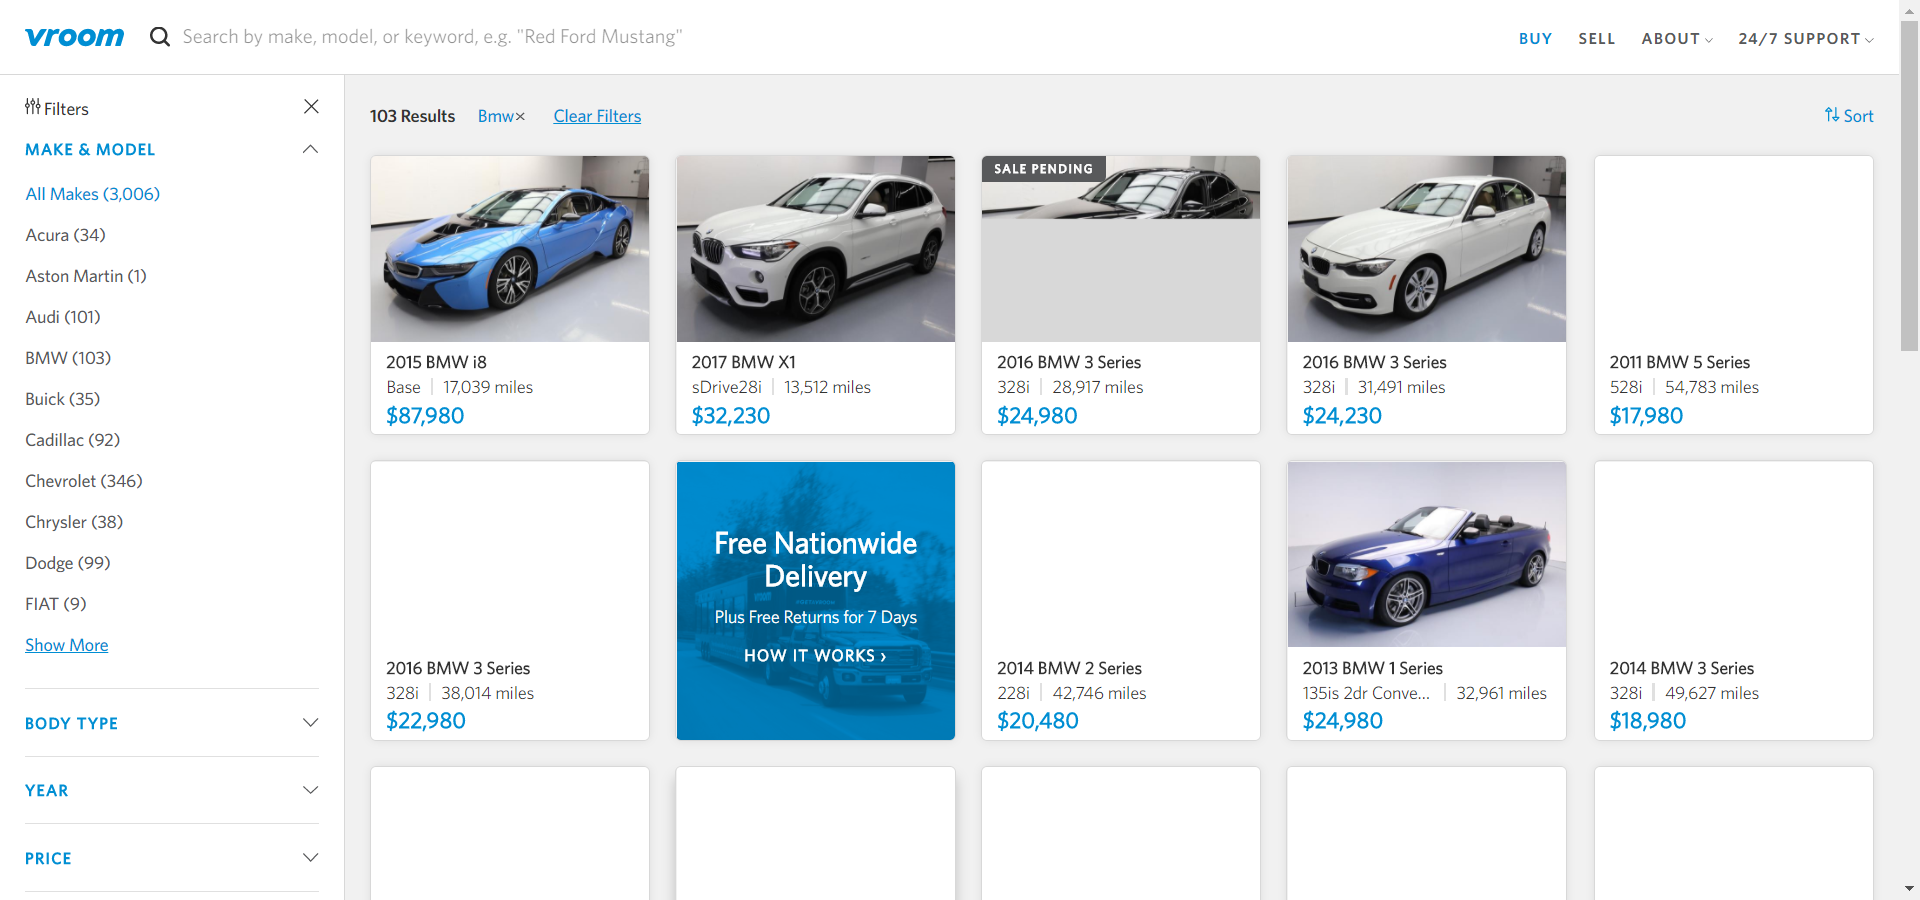 vroom
Search by make, model, or keyword, e.g. "Red Ford Mustang"
BUY
SELL
ABOUT
24/7 SUPPORT
Filters
MAKE & MODEL
All Makes (3,006)
Acura (34)
Aston Martin (1)
Audi (101)
BMW (103)
Buick (35)
Cadillac (92)
Chevrolet (346)
Chrysler (38)
Dodge (99)
FIAT (9)
Show More
BODY TYPE
YEAR
PRICE
103 Results
Bmw×
Clear Filters
Sort
2015 BMW i8
Base | 17,039 miles
$87,980
2017 BMW X1
sDrive28i | 13,512 miles
$32,230
SALE PENDING
2016 BMW 3 Series
328i | 28,917 miles
$24,980
2016 BMW 3 Series
328i | 31,491 miles
$24,230
2011 BMW 5 Series
528i | 54,783 miles
$17,980
2016 BMW 3 Series
328i | 38,014 miles
$22,980
Free Nationwide
Delivery
Plus Free Returns for 7 Days
HOW IT WORKS ›
2014 BMW 2 Series
228i | 42,746 miles
$20,480
2013 BMW 1 Series
135is 2dr Conve... | 32,961 miles
$24,980
2014 BMW 3 Series
328i | 49,627 miles
$18,980